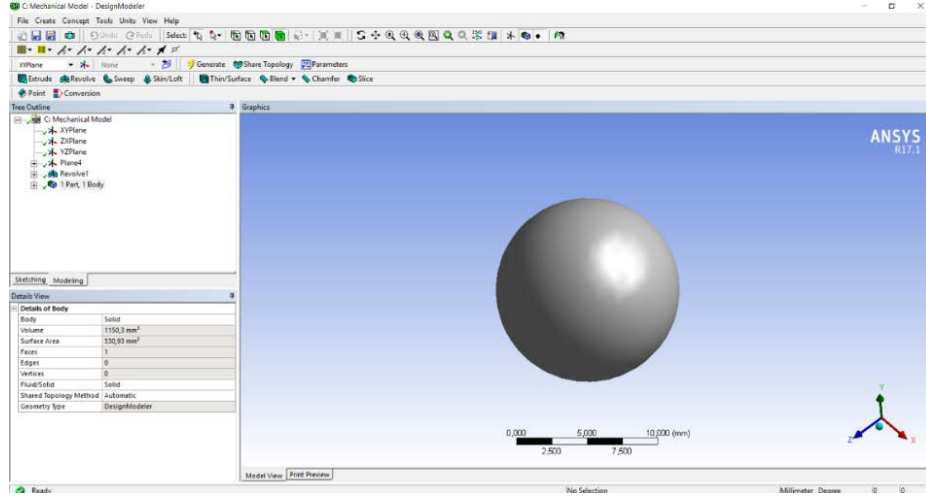 C: Mechanical Model - DesignModeler
File Create Concept Tools Units View Help
Undo Redo Select:
XYPlane None Generate Share Topology Parameters
Extrude Revolve Sweep Skin/Loft Thin/Surface Blend Chamfer Slice
Point Conversion
Tree Outline
C: Mechanical Model
XYPlane
ZXPlane
YZPlane
Plane4
Revolve1
1 Part, 1 Body
Sketching Modeling
Details View
Details of Body
Body Solid
Volume 1150,3 mm³
Surface Area 530,93 mm²
Faces 1
Edges 0
Vertices 0
Fluid/Solid Solid
Shared Topology Method Automatic
Geometry Type DesignModeler
Graphics
ANSYS
R17.1
0,000 5,000 10,000 (mm)
2,500 7,500
Y
Z X
Model View Print Preview
Ready No Selection Millimeter Degree 0 0